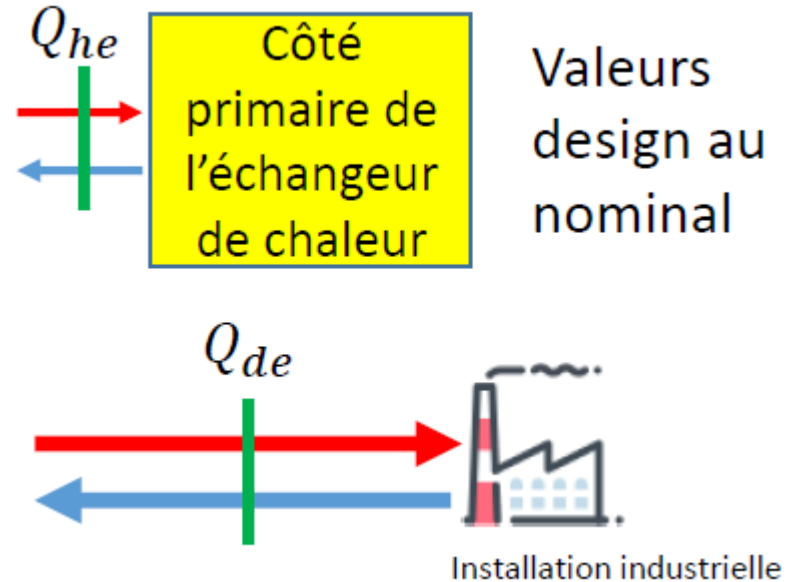 Q_he
Côté
primaire de
l'échangeur
de chaleur
Valeurs
design au
nominal
Q_de
Installation industrielle